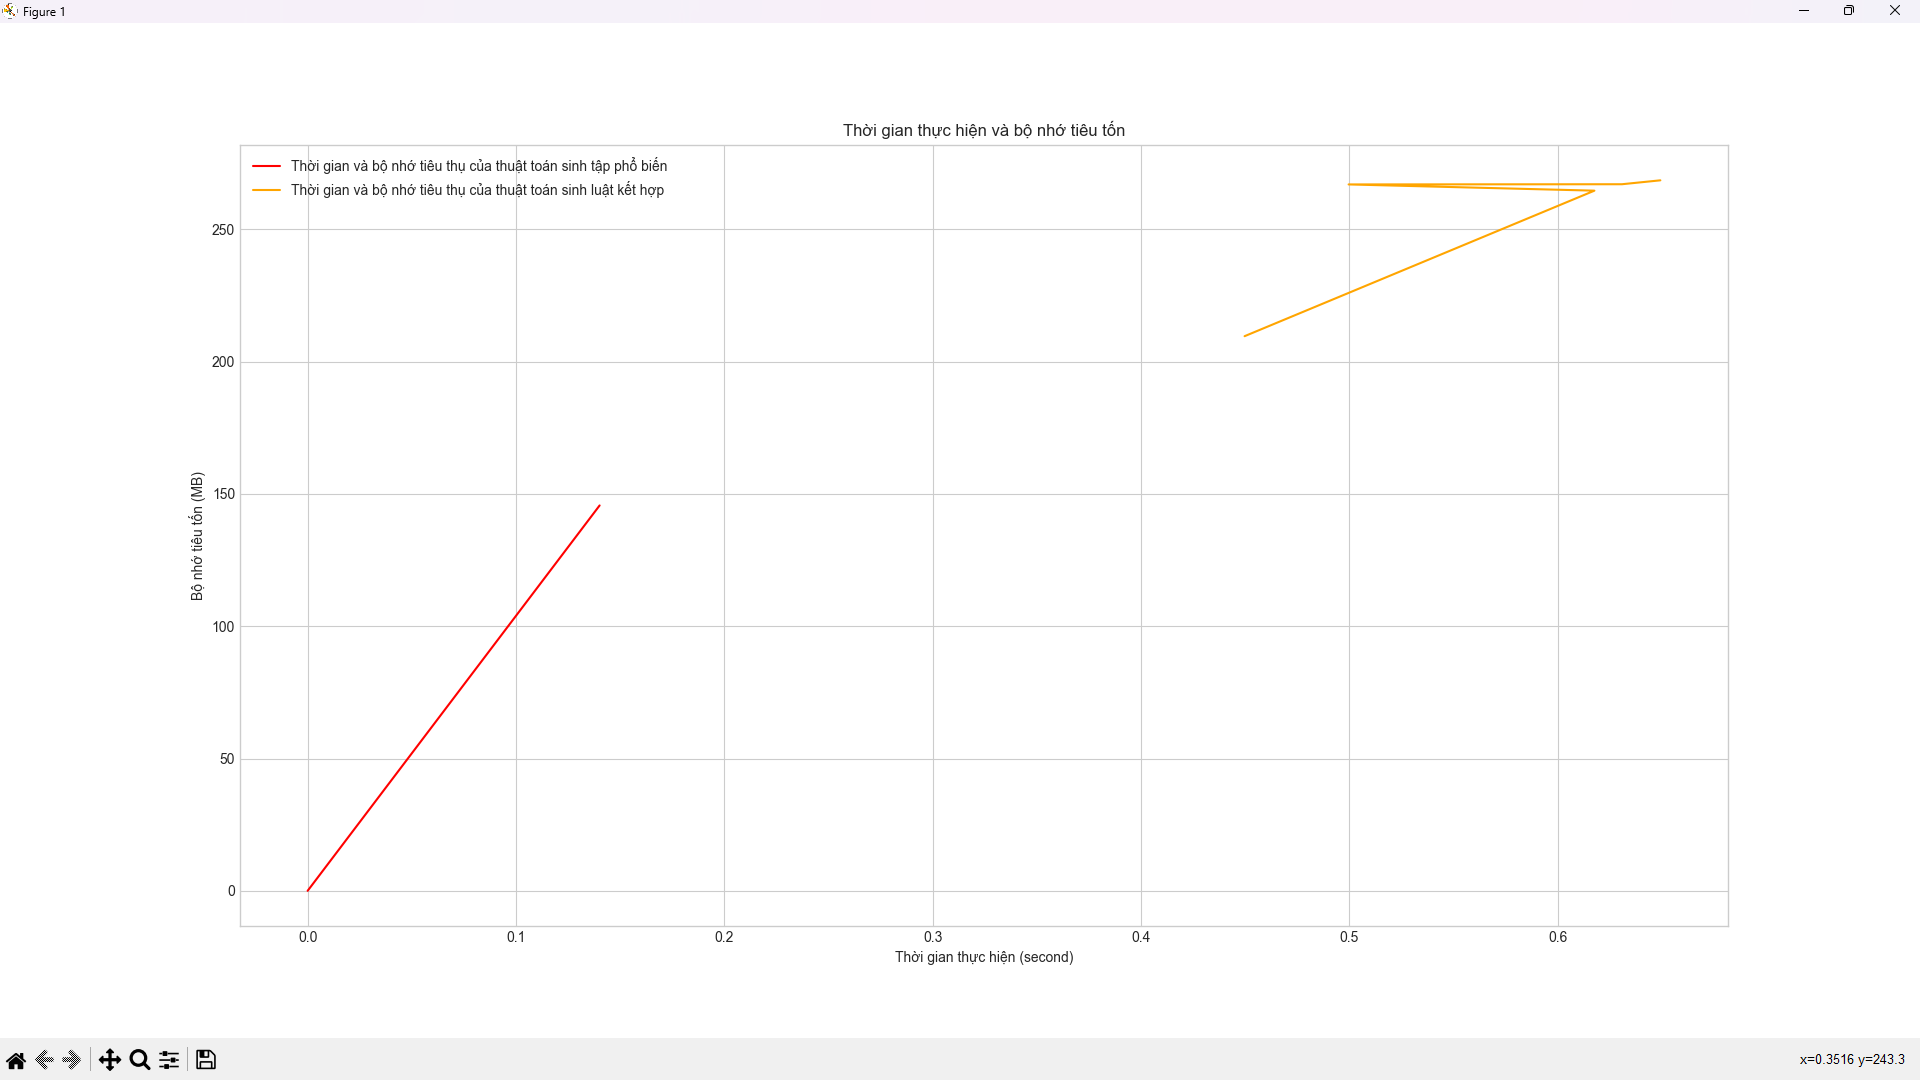 Figure 1
Thời gian thực hiện và bộ nhớ tiêu tốn
Thời gian và bộ nhớ tiêu thụ của thuật toán sinh tập phổ biến
Thời gian và bộ nhớ tiêu thụ của thuật toán sinh luật kết hợp
250
200
150
100
50
0
Bộ nhớ tiêu tốn (MB)
0.0 0.1 0.2 0.3 0.4 0.5 0.6
Thời gian thực hiện (second)
x=0.3516 y=243.3